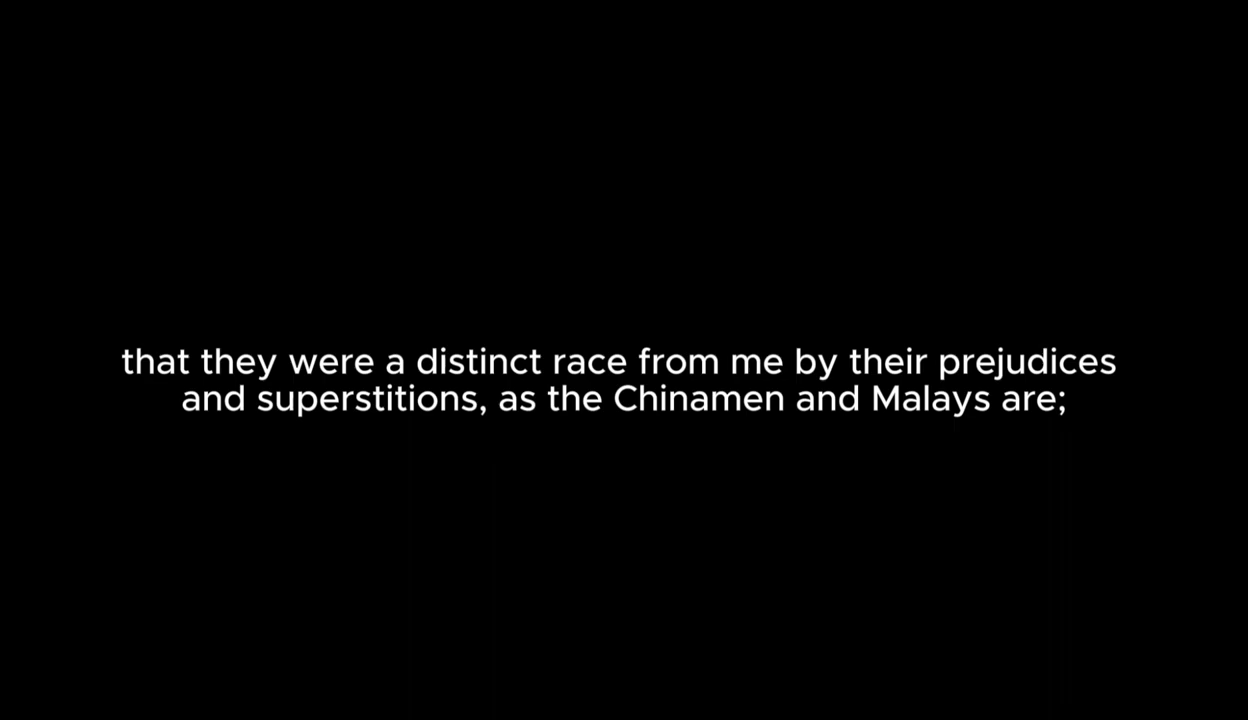 that they were a distinct race from me by their prejudices
and superstitions, as the Chinamen and Malays are;